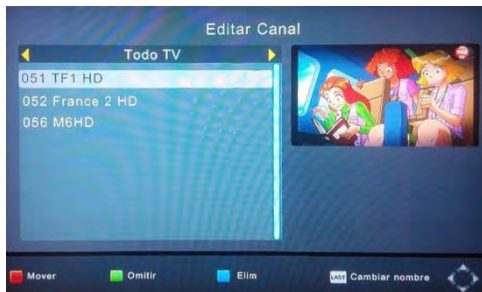 Editar Canal
Todo TV
051 TF1 HD
052 France 2 HD
056 M6HD
Mover
Omitir
Elim
LAST Cambiar nombre